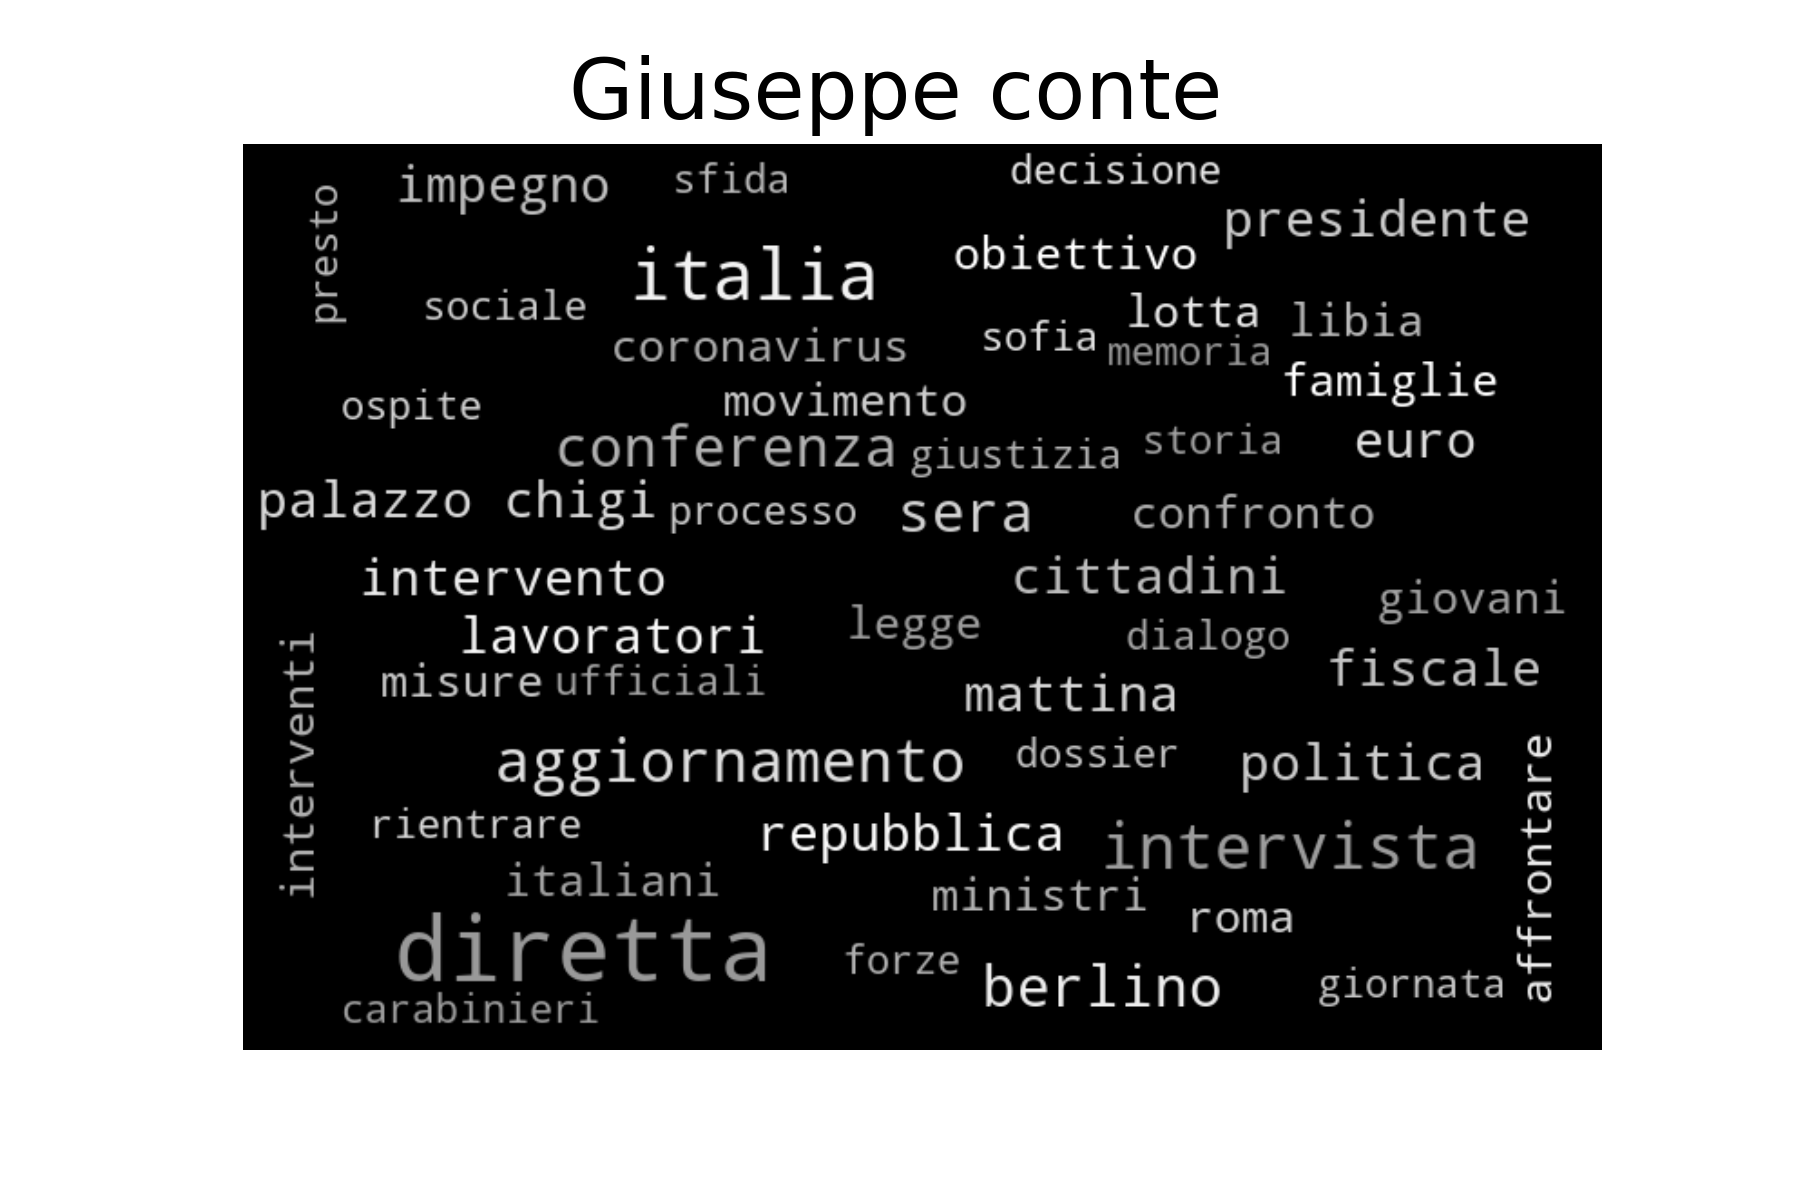 Giuseppe conte
presto
impegno
sfida
decisione
presidente
italia
obiettivo
sociale
lotta
libia
coronavirus
sofia
memoria
famiglie
ospite
movimento
conferenza
giustizia
storia
euro
palazzo chigi
processo
sera
confronto
intervento
cittadini
giovani
lavoratori
legge
dialogo
fiscale
interventi
misure
ufficiali
mattina
aggiornamento
dossier
politica
affrontare
rientrare
repubblica
intervista
italiani
ministri
roma
diretta
forze
berlino
giornata
carabinieri